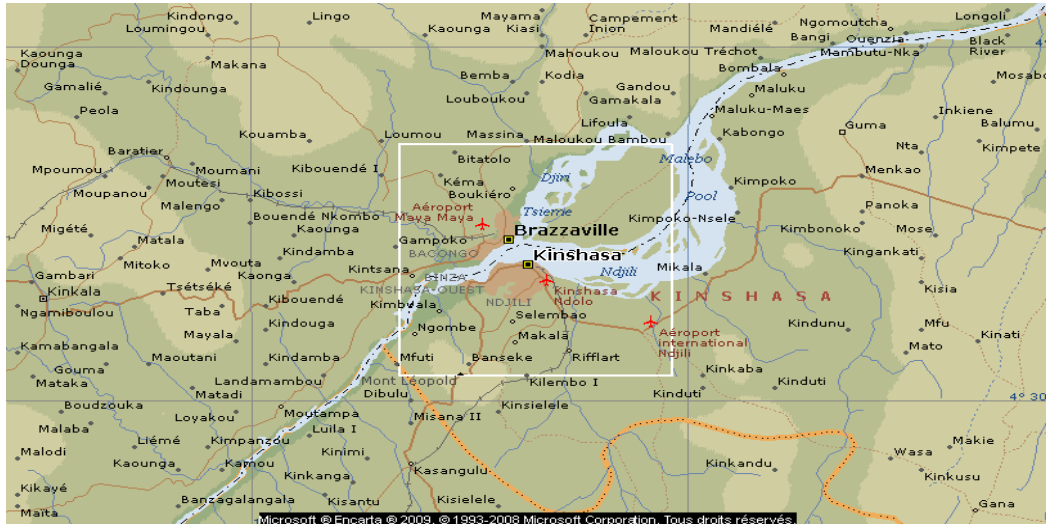 Kindongo
Lingo
Mayama
Campement
Inion
Mandiélé
Ngomoutcha
Longoli
Loumingou
Kaounga
Kiasi
Bangi
Ouenzia
Black
River
4°
Kaounga
Dounga
Makana
Mahoukou
Maloukou Tréchot
Mambutu-Nka
Gamalié
Kindounga
Bemba
Kodia
Bombala
Mosabo
Peola
Louboukou
Gandou
Gamakala
Maluku
Maluku-Maes
Inkiene
Balumu
Kouamba
Loumou
Massina
Lifoula
Maloukou Bambou
Kabongo
Guma
Baratier
Bitatolo
Malebo
Nta
Kimpete
Mpoumou
Moumani
Kibouendé I
Djiri
Menkao
Moupanou
Moutesi
Kibossi
Kéma
Boukiéro
Pool
Kimpoko
Malengo
Bouendé Nkombo
Aéroport
Maya Maya
Tsieme
Kimpoko-Nsele
Panoka
Migété
Matala
Kaounga
Gampoko
Brazzaville
Kimbonoko
Mose
Kindamba
BACONGO
Kinshasa
Kingankati
Gambari
Mitoko
Mvouta
Kaonga
Kintsana
BINZA
Ndjili
Mikala
Kinkala
Tsétséké
Kibouendé
KINSHASA-OUEST
Kinshasa
Ndolo
KINSHASA
Kisia
Ngamiboulou
Taba
Kimbwala
NDJILI
Selembao
Mayala
Kindouga
Ngombe
Makalà
Aéroport
international
Ndjili
Kindunu
Mfu
Kinati
Kamabangala
Maoutani
Kindamba
Mfuti
Banseke
Rifflart
Mato
Gouma
Mataka
Landamambou
Mont Léopold
Kilembo I
Kinkaba
Kinduti
Matadi
Dibulu
Kinduti
4° 30
Boudzouka
Loyakou
Moutampa
Misana II
Kinsielele
Malaba
Liémé
Kimpanzou
Luila I
Makie
Malodi
Kaounga
Kamou
Kinimi
Kasangulu
Kinkandu
Wasa
Kikayé
Kinkanga
Kinkusu
Maïta
Banzagalangala
Kisantu
Kisielele
Gana
Microsoft ® Encarta ® 2009. © 1993-2008 Microsoft Corporation. Tous droits réservés.